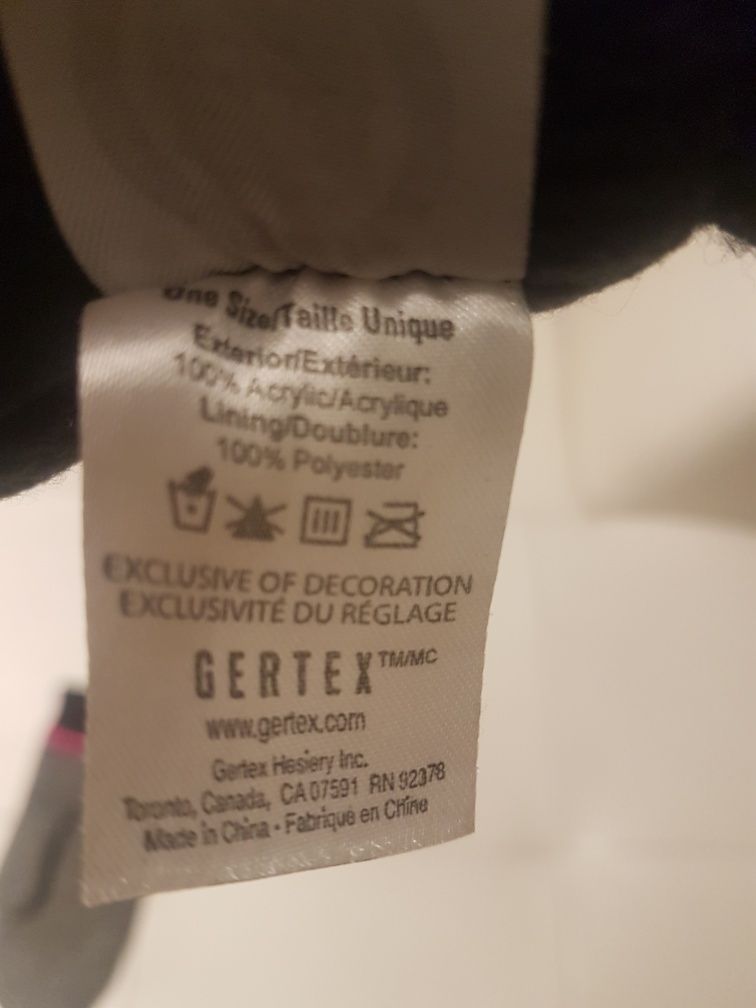 One Size/Taille Unique
Exterior/Extérieur:
100% Acrylic/Acrylique
Lining/Doublure:
100% Polyester
EXCLUSIVE OF DECORATION
EXCLUSIVITÉ DU RÉGLAGE
GERTEX TM/MC
www.gertex.com
Gertex Hosiery Inc.
Toronto, Canada, CA 07591 RN 92378
Made in China - Fabriqué en Chine